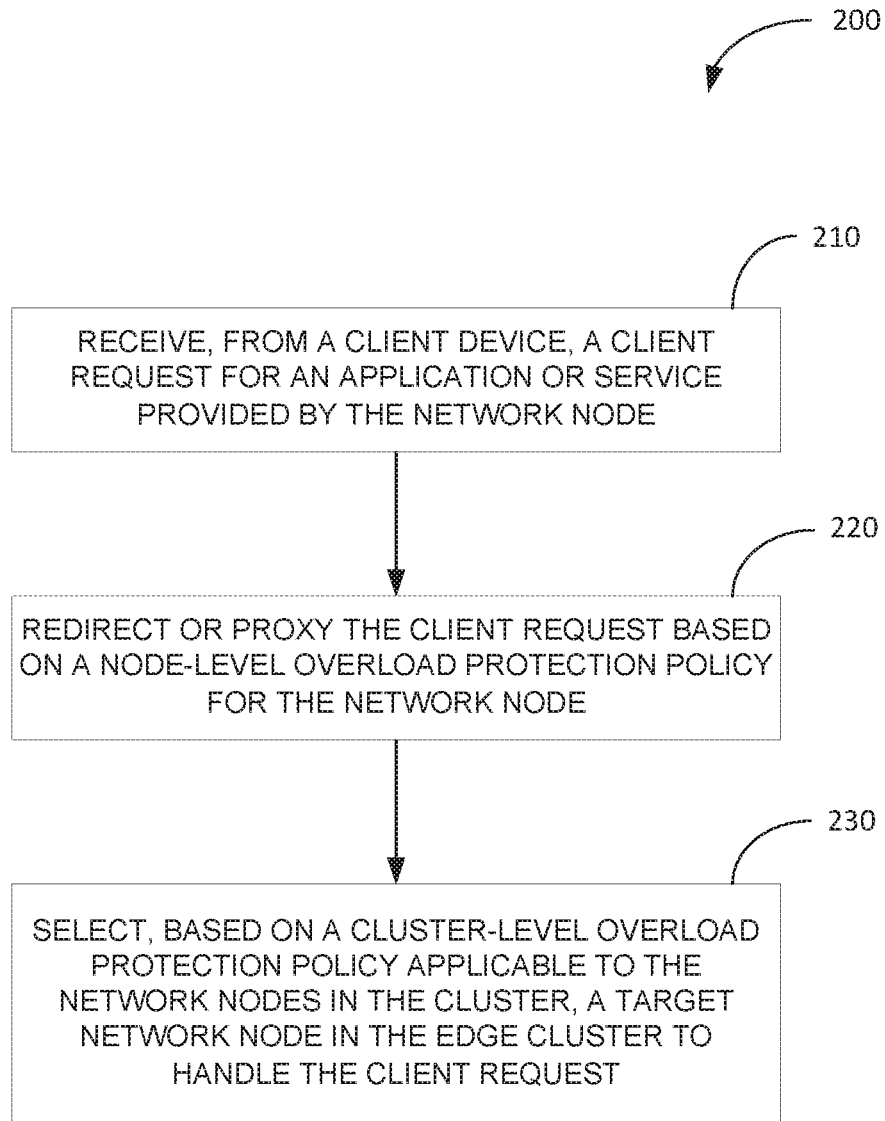 200
210
RECEIVE, FROM A CLIENT DEVICE, A CLIENT
REQUEST FOR AN APPLICATION OR SERVICE
PROVIDED BY THE NETWORK NODE
220
REDIRECT OR PROXY THE CLIENT REQUEST BASED
ON A NODE-LEVEL OVERLOAD PROTECTION POLICY
FOR THE NETWORK NODE
230
SELECT, BASED ON A CLUSTER-LEVEL OVERLOAD
PROTECTION POLICY APPLICABLE TO THE
NETWORK NODES IN THE CLUSTER, A TARGET
NETWORK NODE IN THE EDGE CLUSTER TO
HANDLE THE CLIENT REQUEST